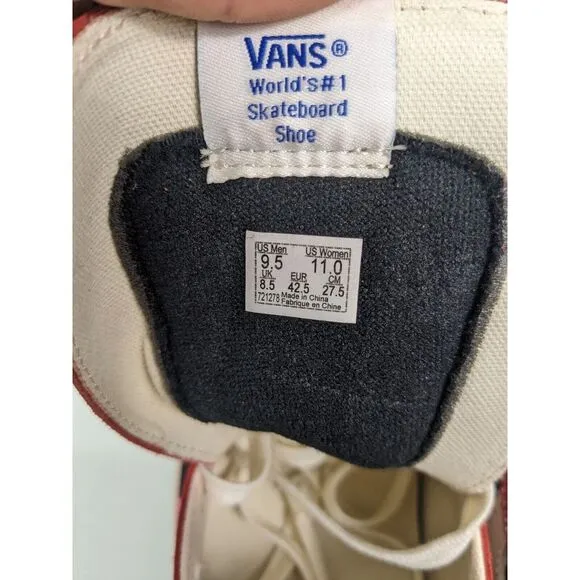 VANS®
World's#1
Skateboard
Shoe
US Men US Women
9.5 11.0
UK EUR CM
8.5 42.5 27.5
721278 Made in China
Fabriqué en Chine